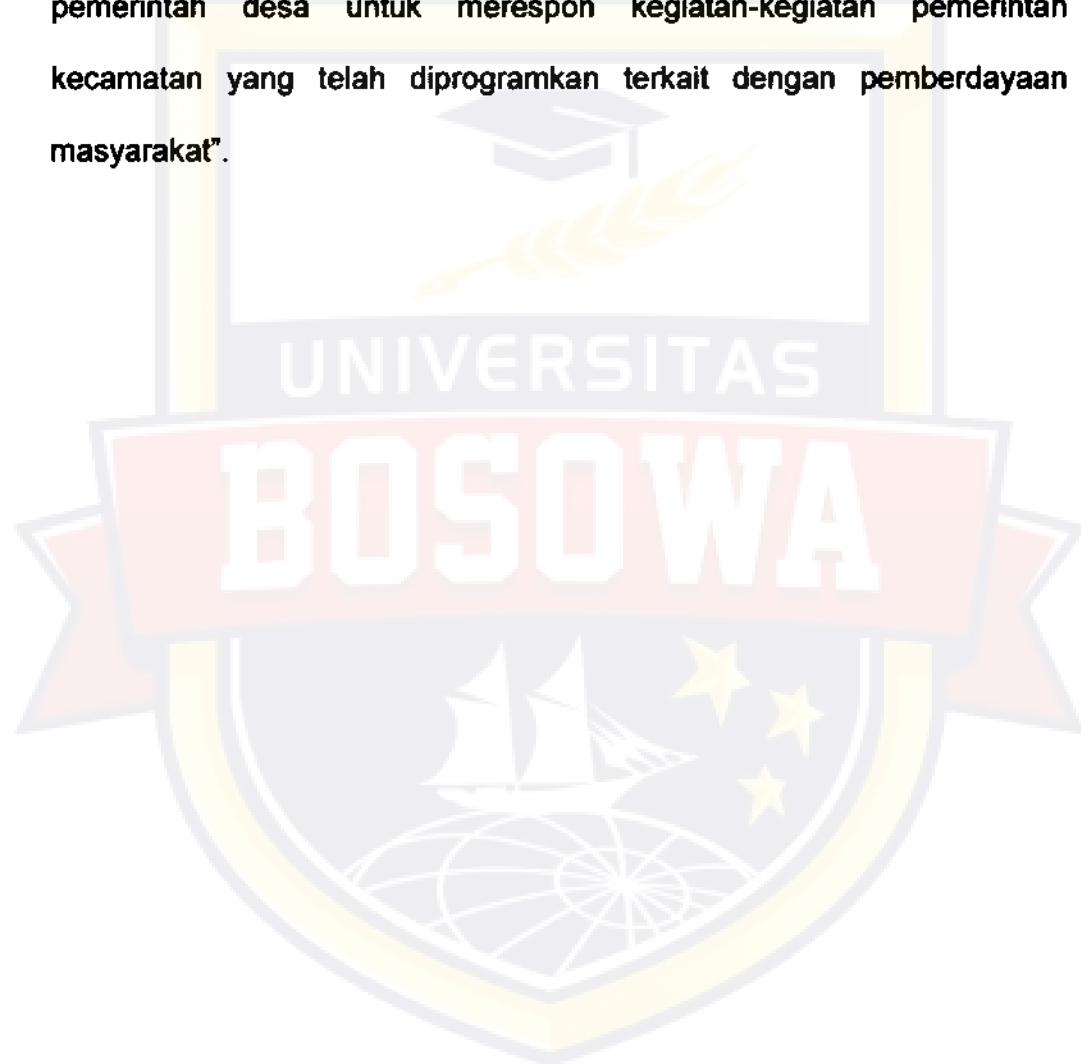 pemerintah desa untuk merespon kegiatan-kegiatan pemerintah
kecamatan yang telah diprogramkan terkait dengan pemberdayaan
masyarakat”.
UNIVERSITAS
BOSOWA